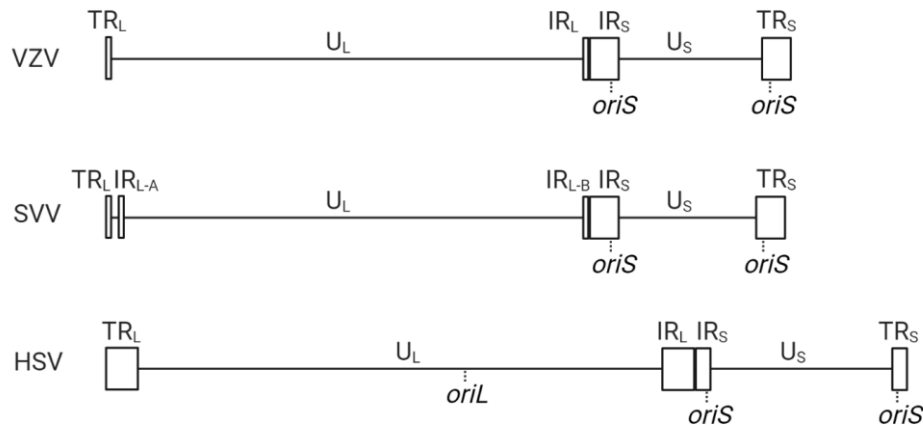 TRL IRL IRS TRS
VZV UL US
oriS oriS
TRL IRL-A IRL-B IRS TRS
SVV UL US
oriS oriS
TRL IRL IRS TRS
HSV UL US
oriL oriS oriS